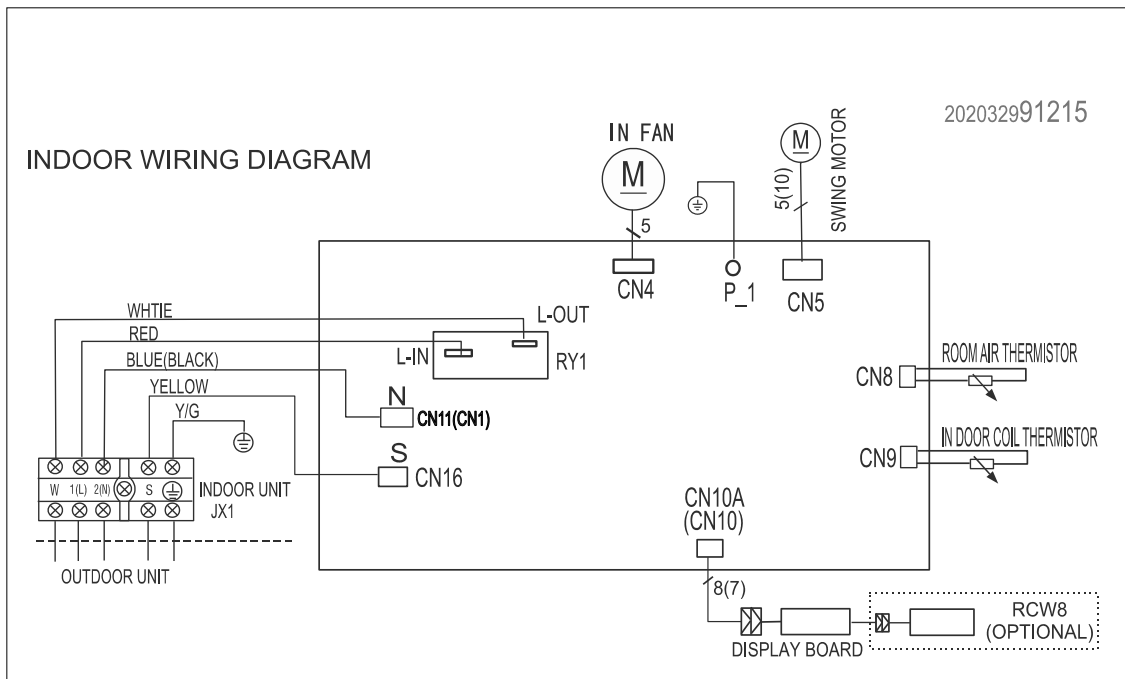 20203299​1215
INDOOR WIRING DIAGRAM
IN FAN
M
5
M
5(10)
SWING MOTOR
CN4
P_1
CN5
WHTIE
L-OUT
RED
L-IN
RY1
BLUE(BLACK)
YELLOW
N
CN11(CN1)
Y/G
S
CN16
ROOM AIR THERMISTOR
CN8
IN DOOR COIL THERMISTOR
CN9
W 1(L) 2(N) S
INDOOR UNIT
JX1
OUTDOOR UNIT
CN10A
(CN10)
8(7)
DISPLAY BOARD
RCW8
(OPTIONAL)